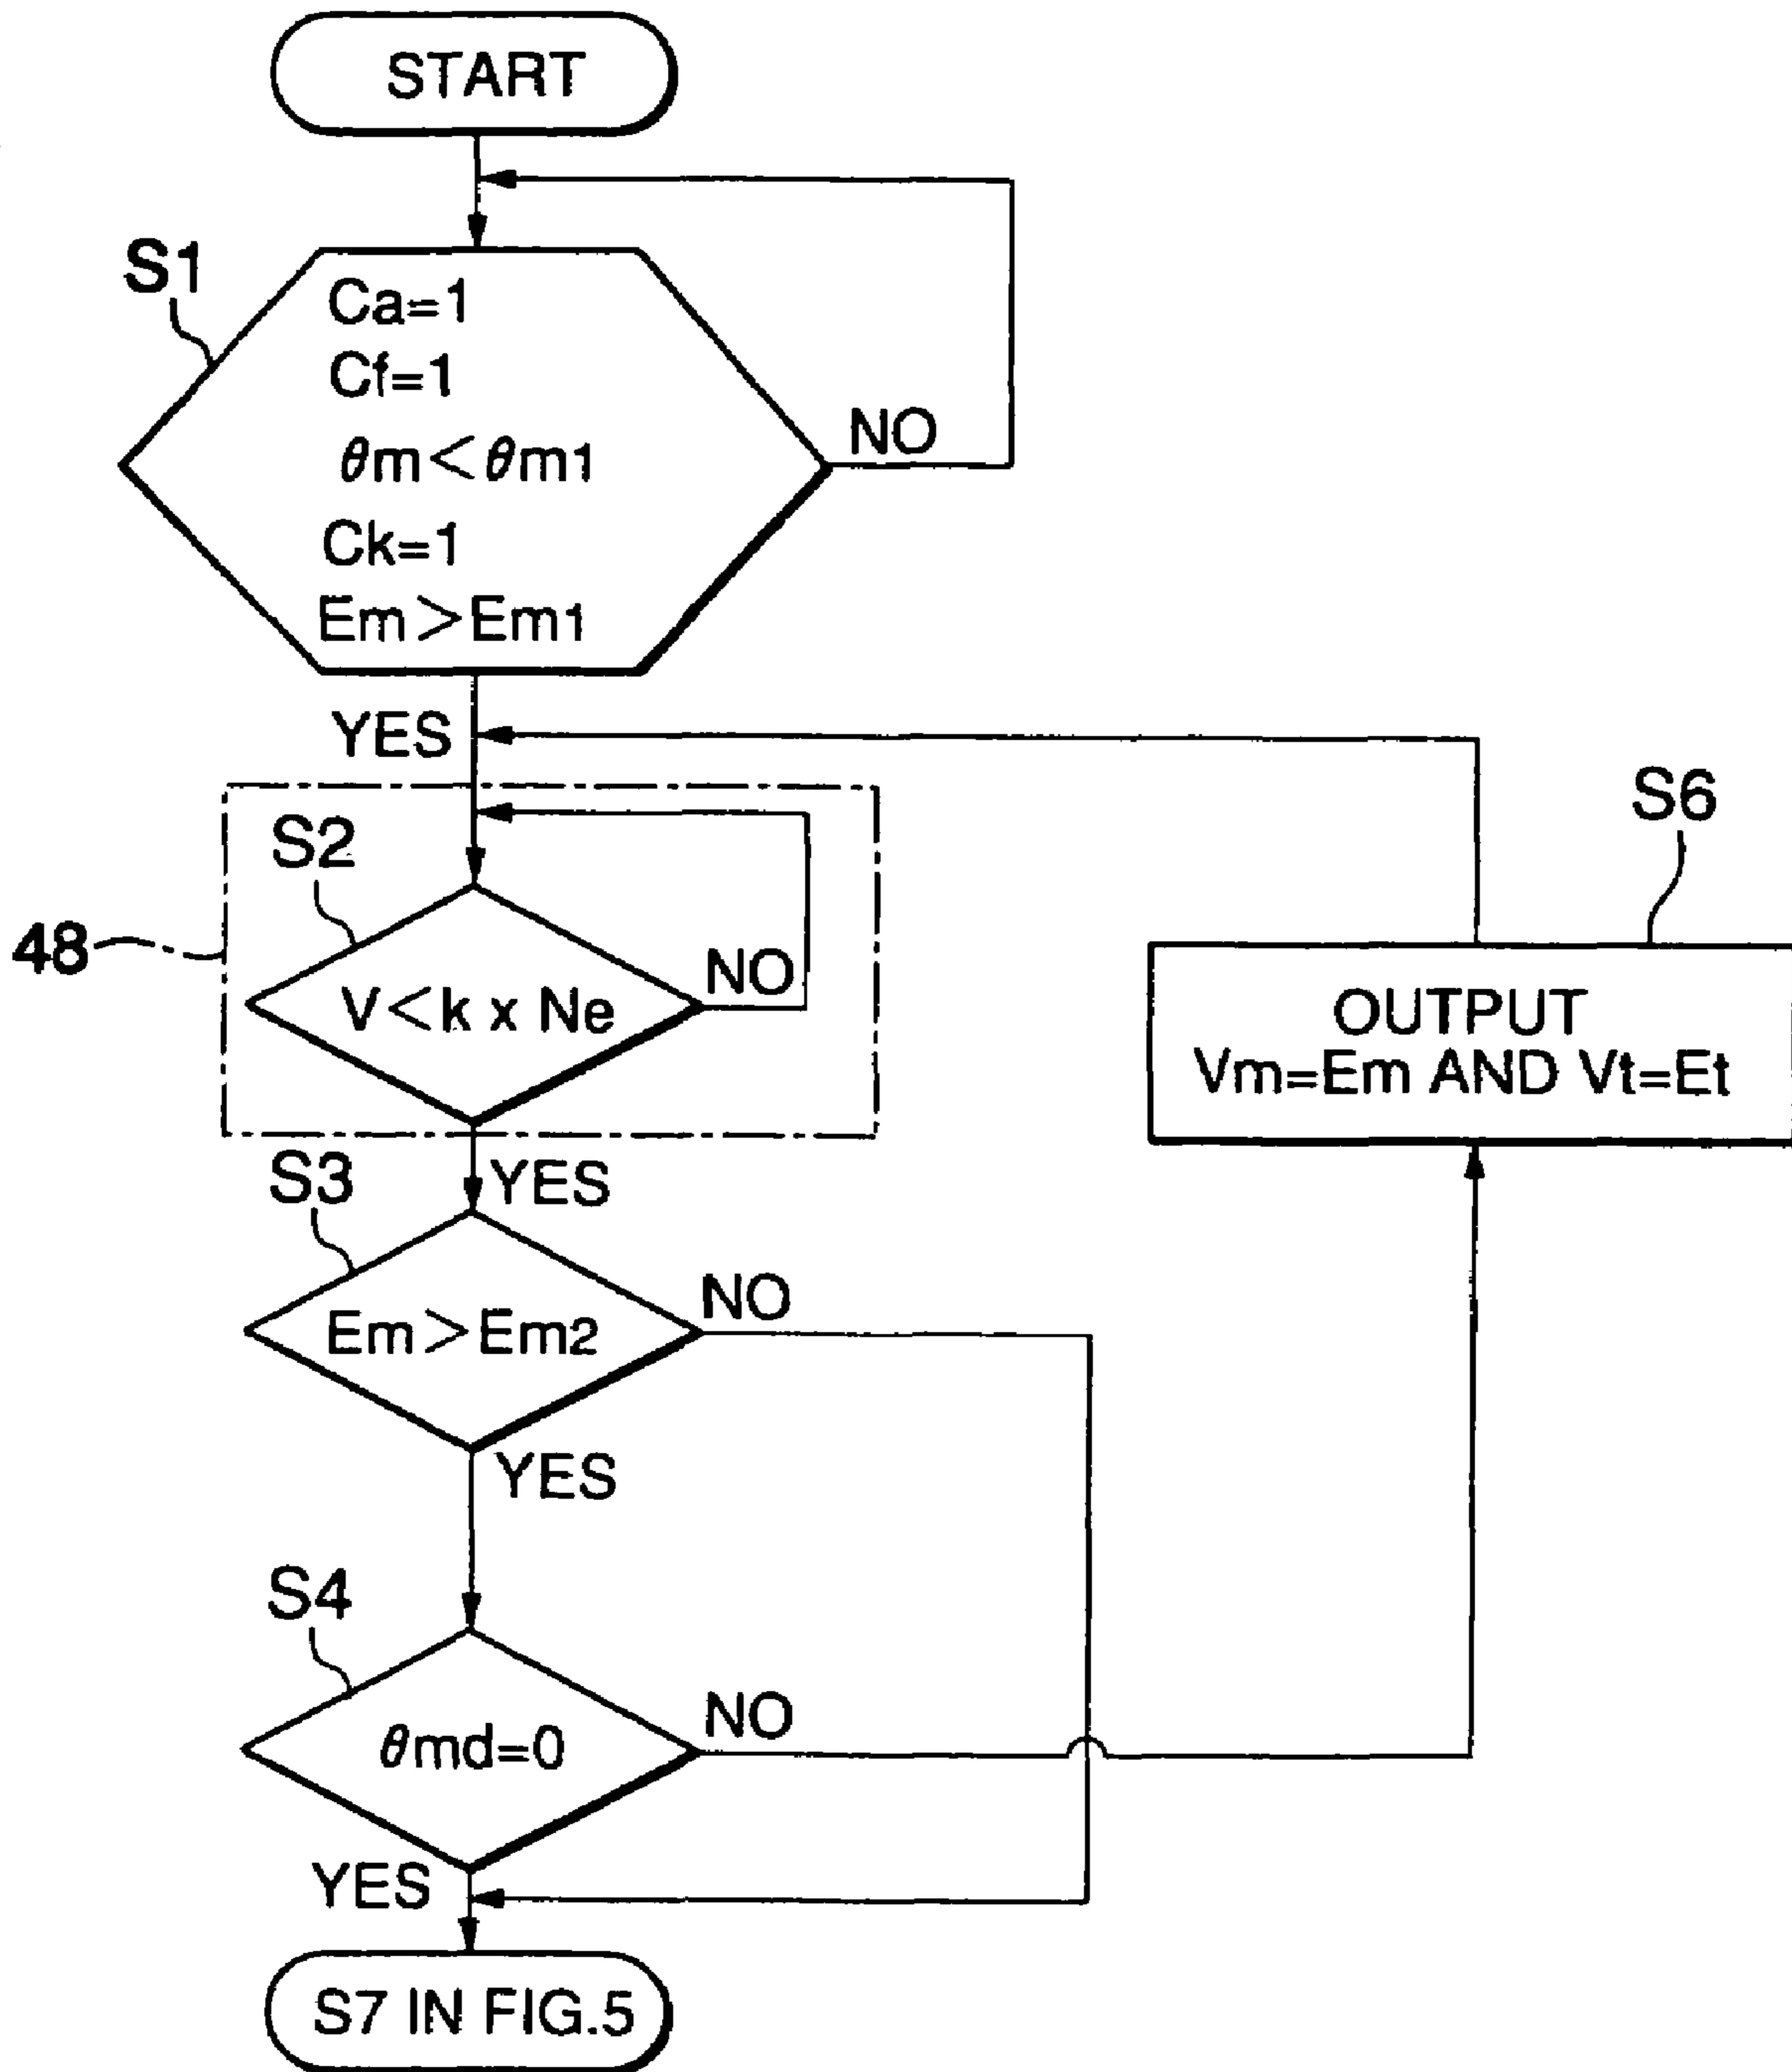 START
S1
Ca=1
Cf=1
θm<θm1
NO
Ck=1
Em>Em1
YES
S6
S2
48
NO
V<k x Ne
OUTPUT
Vm=Em AND Vt=Et
S3
YES
NO
Em>Em2
YES
S4
NO
θmd=0
YES
S7 IN FIG.5